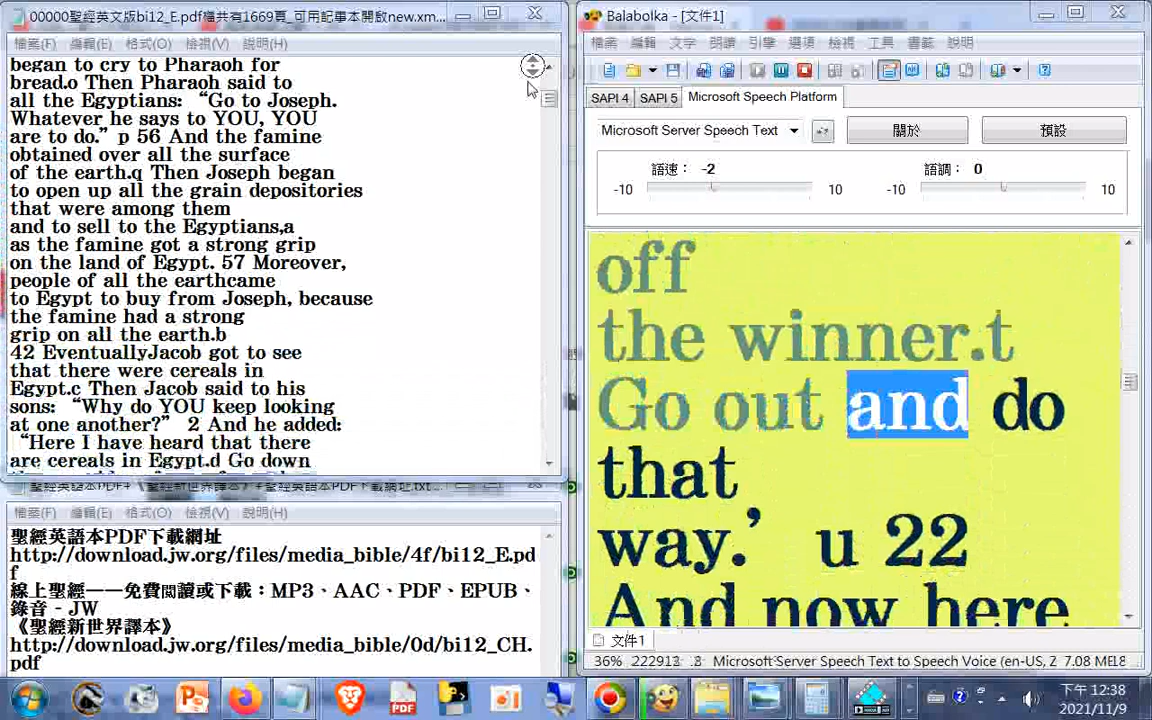 00000聖經英文版bi12_E.pdf檔共有1669頁_可用記事本開啟new.xm...
檔案(F) 編輯(E) 格式(O) 檢視(V) 說明(H)
began to cry to Pharaoh for
bread.o Then Pharaoh said to
all the Egyptians: “Go to Joseph.
Whatever he says to YOU, YOU
are to do.” p 56 And the famine
obtained over all the surface
of the earth.q Then Joseph began
to open up all the grain depositories
that were among them
and to sell to the Egyptians,a
as the famine got a strong grip
on the land of Egypt. 57 Moreover,
people of all the earthcame
to Egypt to buy from Joseph, because
the famine had a strong
grip on all the earth.b
42 EventuallyJacob got to see
that there were cereals in
Egypt.c Then Jacob said to his
sons: “Why do YOU keep looking
at one another?” 2 And he added:
“Here I have heard that there
are cereals in Egypt.d Go down
檔案(F) 編輯(E) 格式(O) 檢視(V) 說明(H)
聖經英語本PDF下載網址
http://download.jw.org/files/media_bible/4f/bi12_E.pd
f
線上聖經——免費閱讀或下載：MP3、AAC、PDF、EPUB、
錄音 - JW
《聖經新世界譯本》
http://download.jw.org/files/media_bible/0d/bi12_CH.
pdf
Balabolka - [文件1]
檔案 編輯 文字 朗讀 引擎 選項 檢視 工具 書籤 說明
SAPI 4 SAPI 5 Microsoft Speech Platform
Microsoft Server Speech Text 關於 預設
語速： -2 語調： 0
-10 10 -10 10
off
the winner.t
Go out and do
that
way.’ u 22
And now here
文件1
36% Microsoft Server Speech Text to Speech Voice (en-US, Z 7.08
下午 12:38
2021/11/9